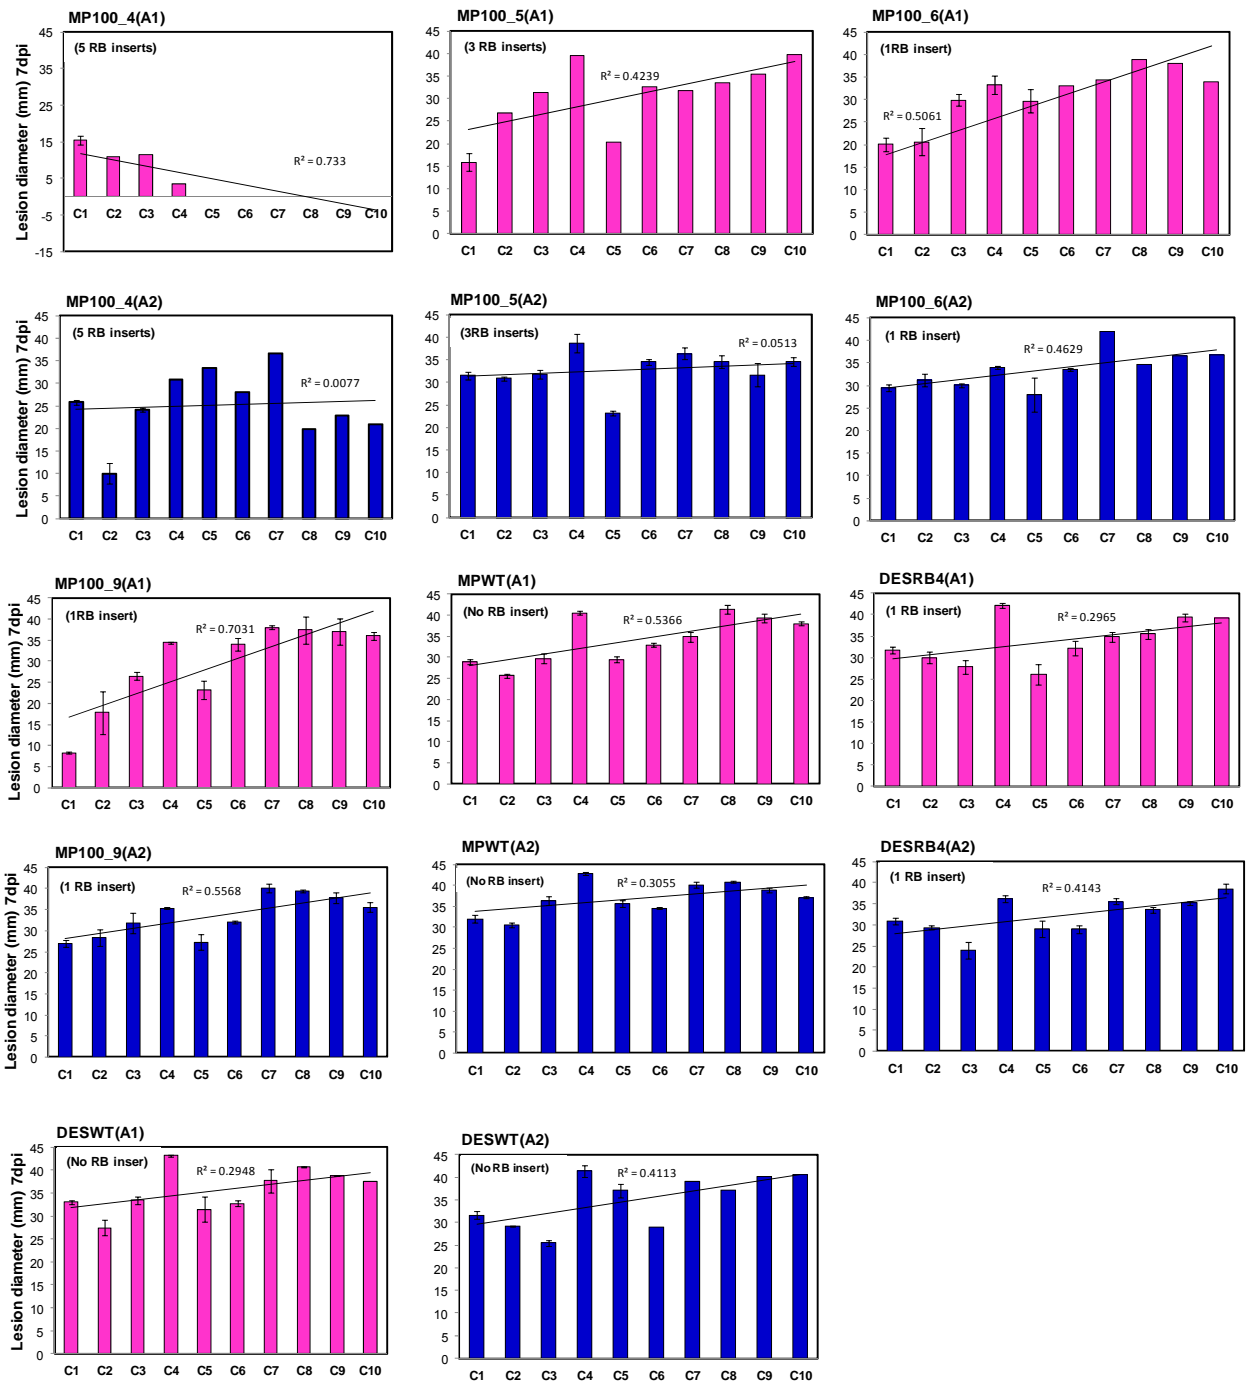 MP100_4(A1)
(5 RB inserts)
Lesion diameter (mm) 7dpi
45
35
25
15
5
-5
-15
R² = 0.733
C1 C2 C3 C4 C5 C6 C7 C8 C9 C10
MP100_5(A1)
(3 RB inserts)
45
40
35
30
25
20
15
10
5
0
R² = 0.4239
C1 C2 C3 C4 C5 C6 C7 C8 C9 C10
MP100_6(A1)
(1RB insert)
45
40
35
30
25
20
15
10
5
0
R² = 0.5061
C1 C2 C3 C4 C5 C6 C7 C8 C9 C10
MP100_4(A2)
(5 RB inserts)
Lesion diameter (mm) 7dpi
45
40
35
30
25
20
15
10
5
0
R² = 0.0077
C1 C2 C3 C4 C5 C6 C7 C8 C9 C10
MP100_5(A2)
(3RB inserts)
45
40
35
30
25
20
15
10
5
0
R² = 0.0513
C1 C2 C3 C4 C5 C6 C7 C8 C9 C10
MP100_6(A2)
(1 RB insert)
45
40
35
30
25
20
15
10
5
0
R² = 0.4629
C1 C2 C3 C4 C5 C6 C7 C8 C9 C10
MP100_9(A1)
(1RB insert)
Lesion diameter (mm) 7dpi
45
40
35
30
25
20
15
10
5
0
R² = 0.7031
C1 C2 C3 C4 C5 C6 C7 C8 C9 C10
MPWT(A1)
(No RB insert)
45
40
35
30
25
20
15
10
5
0
R² = 0.5366
C1 C2 C3 C4 C5 C6 C7 C8 C9 C10
DESRB4(A1)
(1 RB insert)
45
40
35
30
25
20
15
10
5
0
R² = 0.2965
C1 C2 C3 C4 C5 C6 C7 C8 C9 C10
MP100_9(A2)
(1 RB insert)
Lesion diameter (mm) 7dpi
45
40
35
30
25
20
15
10
5
0
R² = 0.5568
C1 C2 C3 C4 C5 C6 C7 C8 C9 C10
MPWT(A2)
(No RB insert)
45
40
35
30
25
20
15
10
5
0
R² = 0.3055
C1 C2 C3 C4 C5 C6 C7 C8 C9 C10
DESRB4(A2)
(1 RB insert)
45
40
35
30
25
20
15
10
5
0
R² = 0.4143
C1 C2 C3 C4 C5 C6 C7 C8 C9 C10
DESWT(A1)
(No RB inser)
Lesion diameter (mm) 7dpi
45
40
35
30
25
20
15
10
5
0
R² = 0.2948
C1 C2 C3 C4 C5 C6 C7 C8 C9 C10
DESWT(A2)
(No RB insert)
45
40
35
30
25
20
15
10
5
0
R² = 0.4113
C1 C2 C3 C4 C5 C6 C7 C8 C9 C10